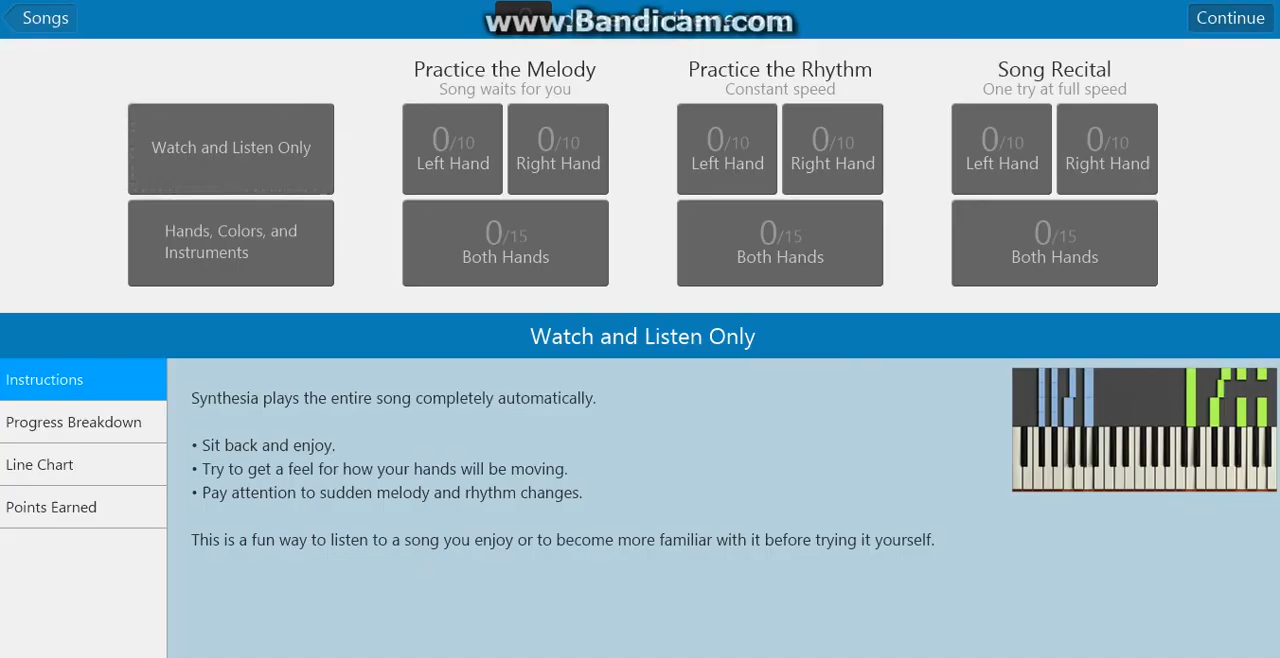 Songs
www.Bandicam.com
Continue
Practice the Melody
Song waits for you
Practice the Rhythm
Constant speed
Song Recital
One try at full speed
Watch and Listen Only
Hands, Colors, and
Instruments
0/10
Left Hand
0/10
Right Hand
0/15
Both Hands
0/10
Left Hand
0/10
Right Hand
0/15
Both Hands
0/10
Left Hand
0/10
Right Hand
0/15
Both Hands
Watch and Listen Only
Instructions
Progress Breakdown
Line Chart
Points Earned
Synthesia plays the entire song completely automatically.
• Sit back and enjoy.
• Try to get a feel for how your hands will be moving.
• Pay attention to sudden melody and rhythm changes.
This is a fun way to listen to a song you enjoy or to become more familiar with it before trying it yourself.